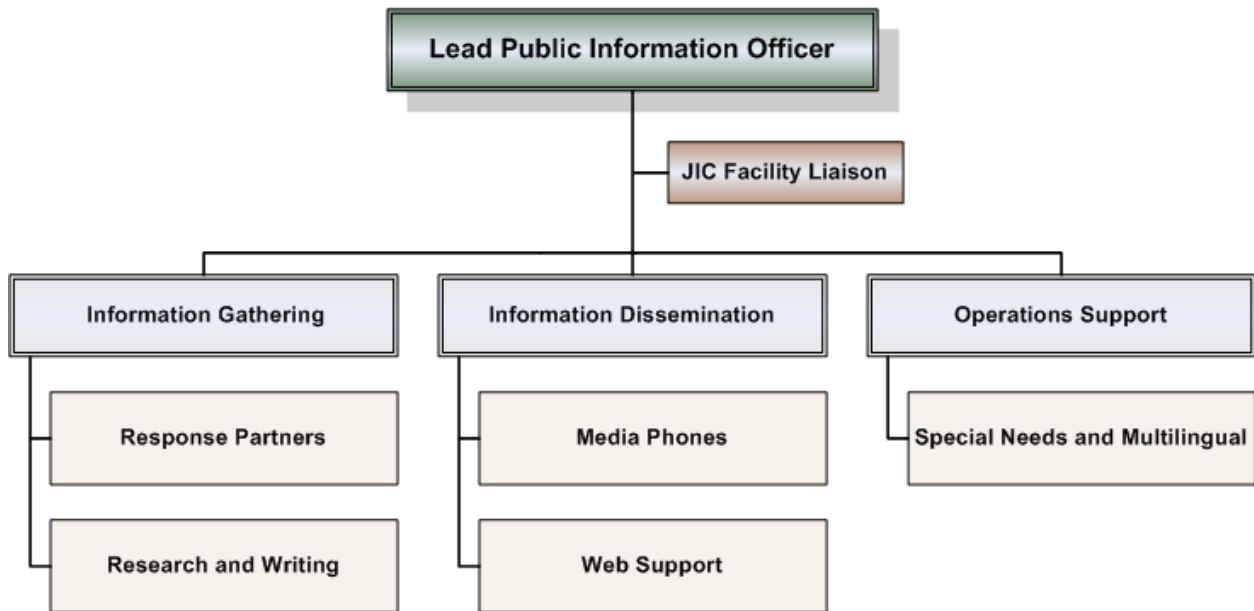 Lead Public Information Officer
JIC Facility Liaison
Information Gathering
Information Dissemination
Operations Support
Response Partners
Media Phones
Special Needs and Multilingual
Research and Writing
Web Support